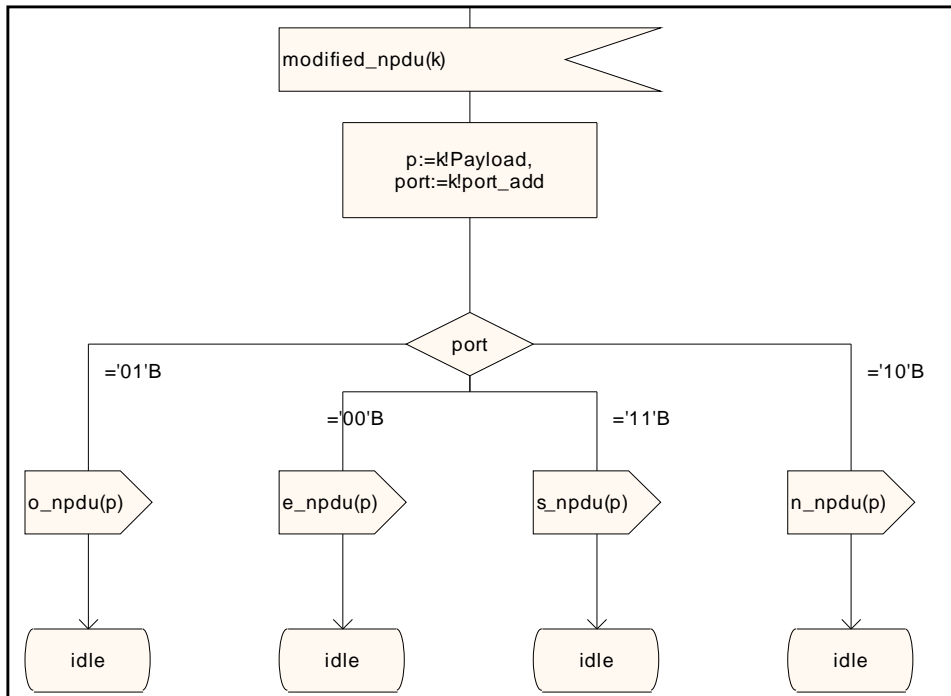 modified_npdu(k)
p:=k!Payload,
port:=k!port_add
port
='01'B
='10'B
='00'B
='11'B
o_npdu(p)
e_npdu(p)
s_npdu(p)
n_npdu(p)
idle
idle
idle
idle